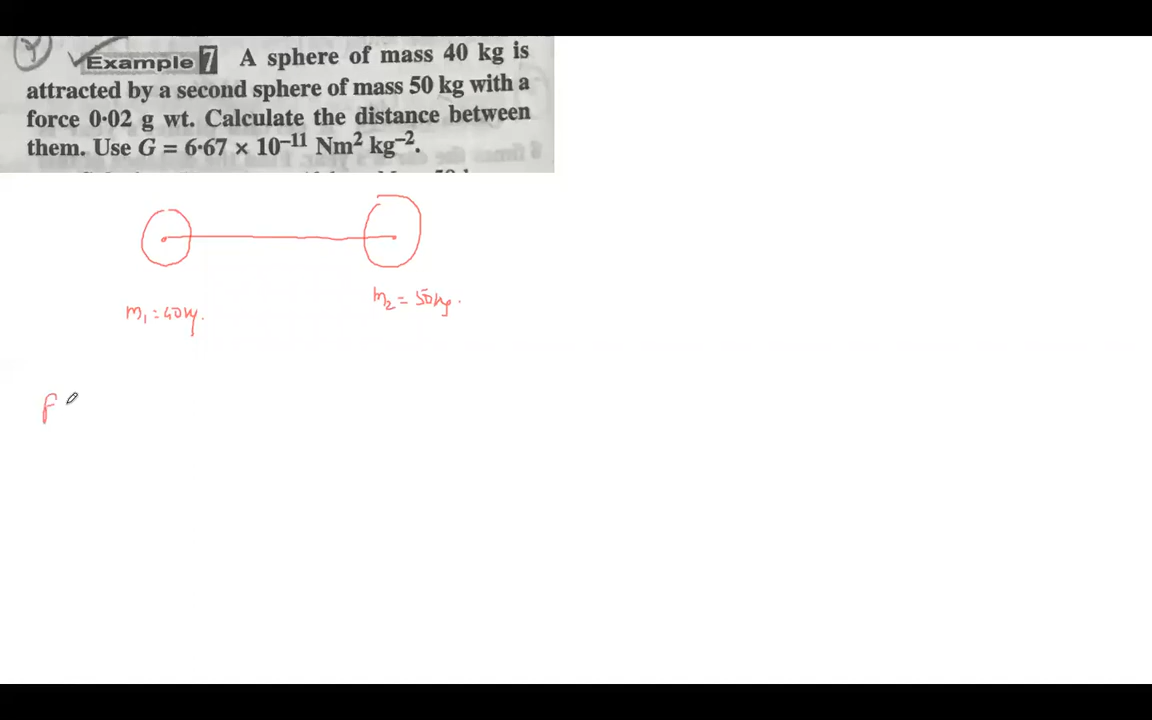 Example 7 A sphere of mass 40 kg is
attracted by a second sphere of mass 50 kg with a
force 0·02 g wt. Calculate the distance between
them. Use G = 6·67 × 10⁻¹¹ Nm² kg⁻².
m₁ = 40kg.
m₂ = 50kg.
F